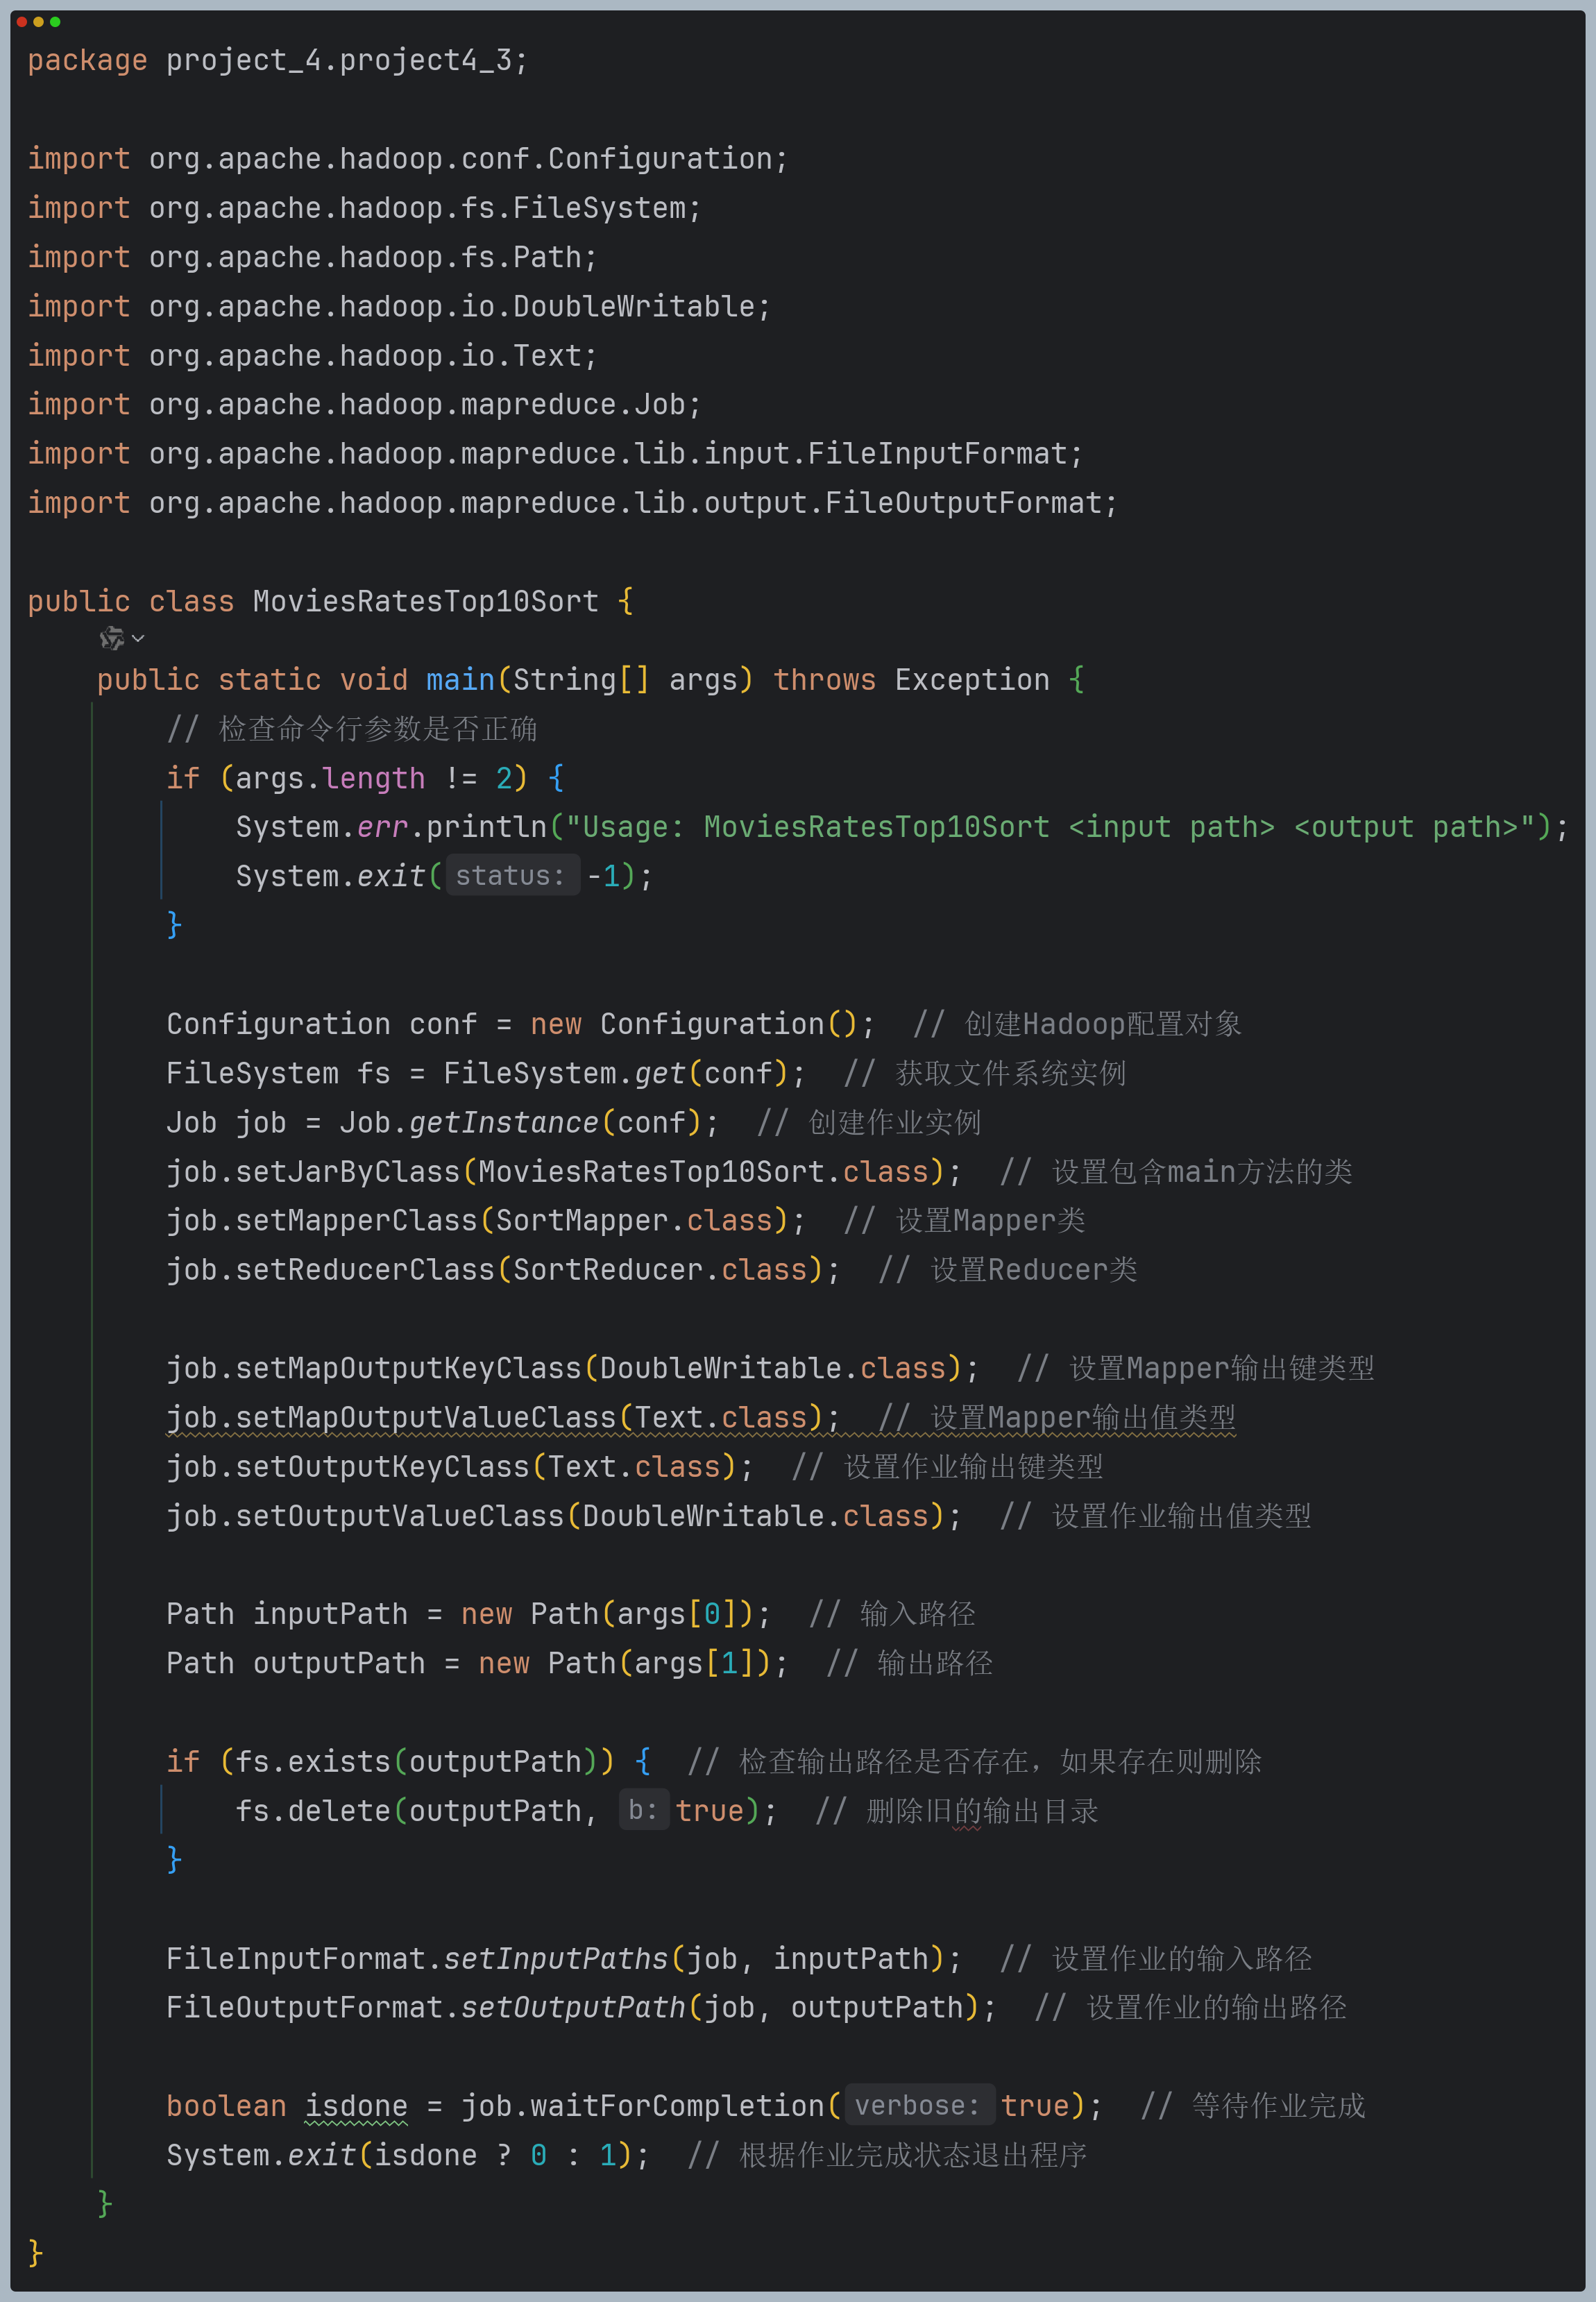 package project_4.project4_3;
import org.apache.hadoop.conf.Configuration;
import org.apache.hadoop.fs.FileSystem;
import org.apache.hadoop.fs.Path;
import org.apache.hadoop.io.DoubleWritable;
import org.apache.hadoop.io.Text;
import org.apache.hadoop.mapreduce.Job;
import org.apache.hadoop.mapreduce.lib.input.FileInputFormat;
import org.apache.hadoop.mapreduce.lib.output.FileOutputFormat;
public class MoviesRatesTop10Sort {
public static void main(String[] args) throws Exception {
// 检查命令行参数是否正确
if (args.length != 2) {
System.err.println("Usage: MoviesRatesTop10Sort <input path> <output path>");
System.exit( status: -1);
}
Configuration conf = new Configuration();  // 创建Hadoop配置对象
FileSystem fs = FileSystem.get(conf);  // 获取文件系统实例
Job job = Job.getInstance(conf);  // 创建作业实例
job.setJarByClass(MoviesRatesTop10Sort.class);  // 设置包含main方法的类
job.setMapperClass(SortMapper.class);  // 设置Mapper类
job.setReducerClass(SortReducer.class);  // 设置Reducer类
job.setMapOutputKeyClass(DoubleWritable.class);  // 设置Mapper输出键类型
job.setMapOutputValueClass(Text.class);  // 设置Mapper输出值类型
job.setOutputKeyClass(Text.class);  // 设置作业输出键类型
job.setOutputValueClass(DoubleWritable.class);  // 设置作业输出值类型
Path inputPath = new Path(args[0]);  // 输入路径
Path outputPath = new Path(args[1]);  // 输出路径
if (fs.exists(outputPath)) {  // 检查输出路径是否存在，如果存在则删除
fs.delete(outputPath, b: true);  // 删除旧的输出目录
}
FileInputFormat.setInputPaths(job, inputPath);  // 设置作业的输入路径
FileOutputFormat.setOutputPath(job, outputPath);  // 设置作业的输出路径
boolean isdone = job.waitForCompletion( verbose: true);  // 等待作业完成
System.exit(isdone ? 0 : 1);  // 根据作业完成状态退出程序
}
}